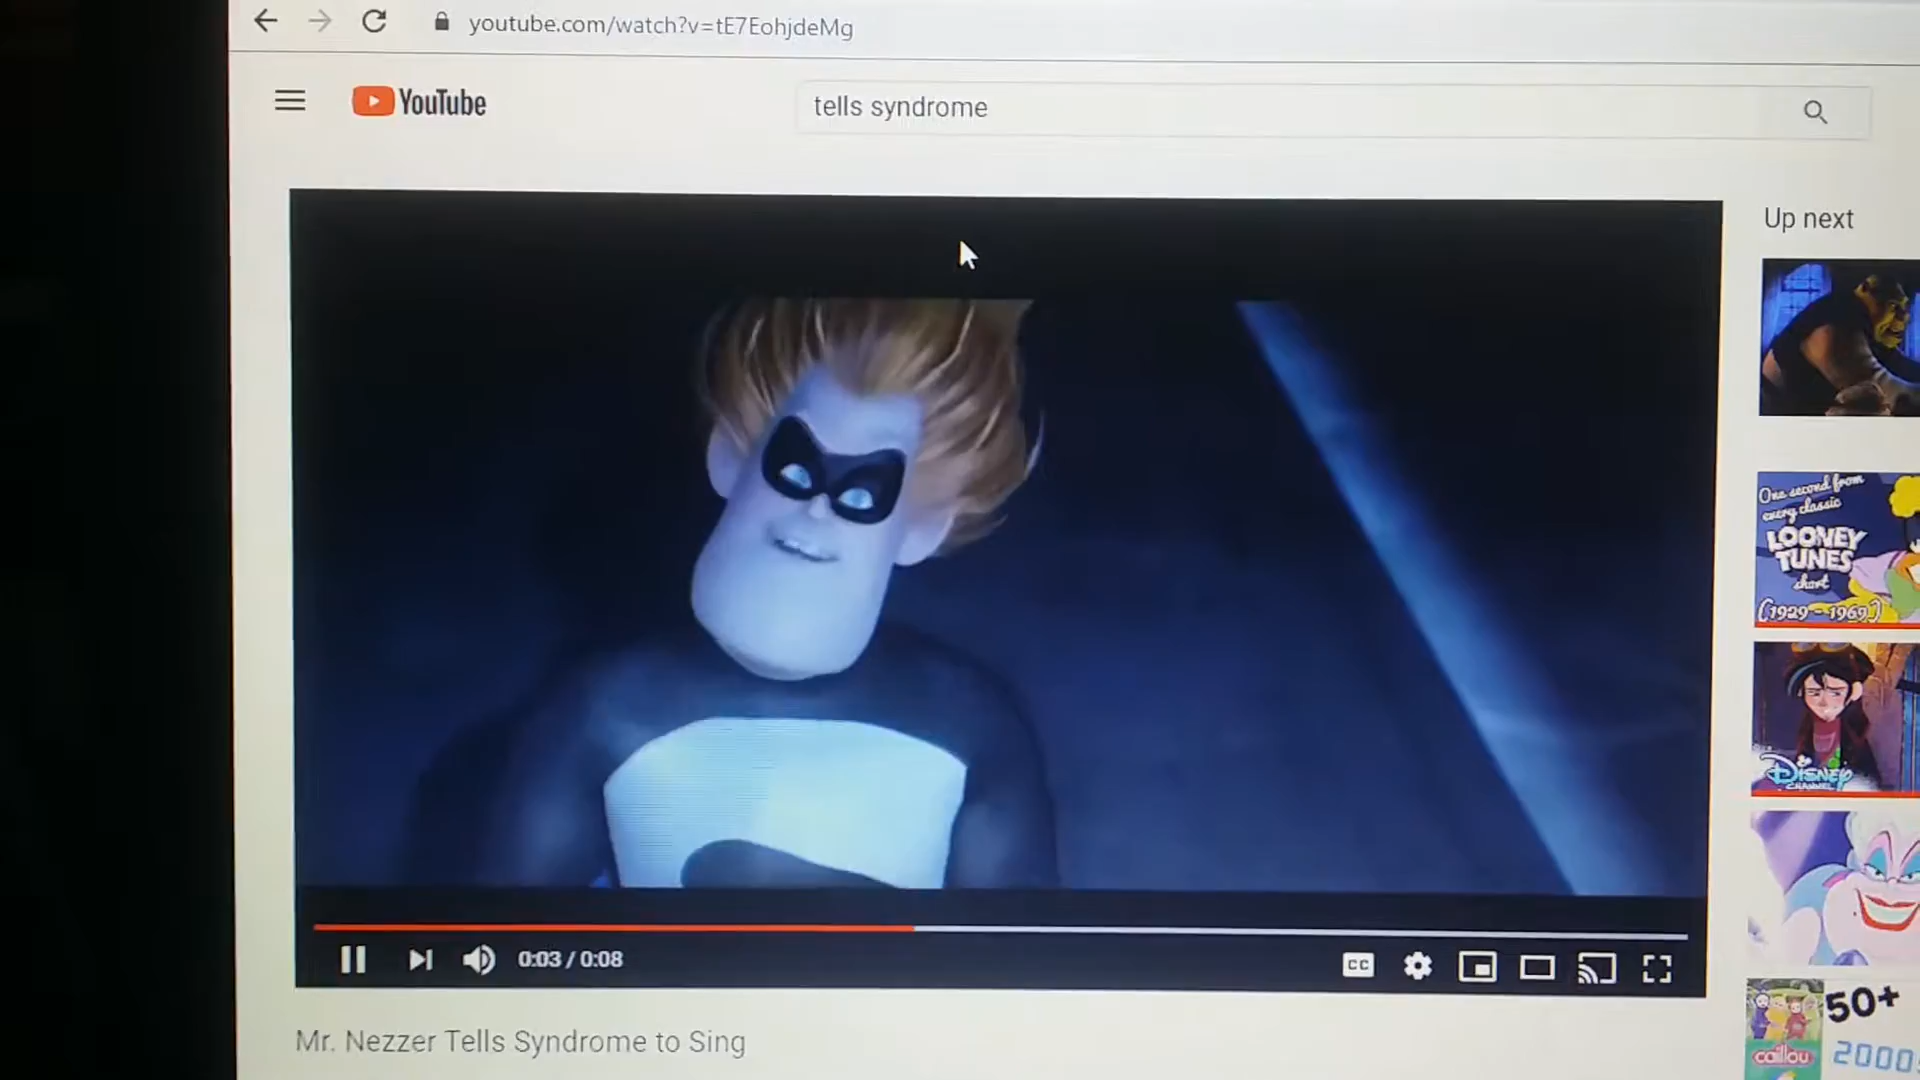 youtube.com/watch?v=tE7EohjdeMg
YouTube
tells syndrome
Up next
One second from
every classic
LOONEY
TUNES
short
(1929 - 1969)
DISNEY
CHANNEL
0:03 / 0:08
CC
Mr. Nezzer Tells Syndrome to Sing
50+
caillou
2000s